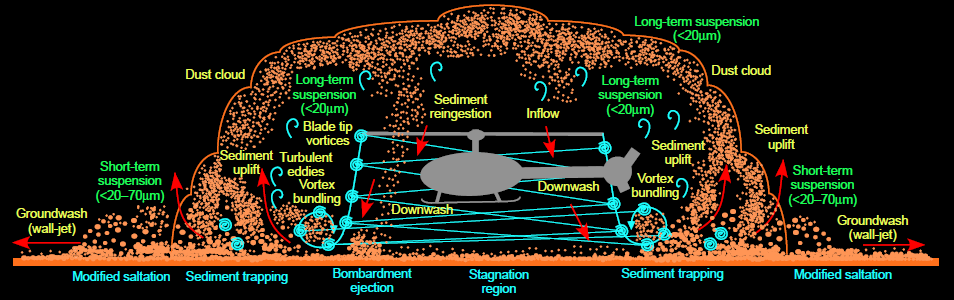 Long-term suspension
(<20μm)
Dust cloud
Dust cloud
Long-term
suspension
(<20μm)
Long-term
suspension
(<20μm)
Sediment
reingestion
Inflow
Blade tip
vortices
Sediment
uplift
Sediment
uplift
Sediment
uplift
Turbulent
eddies
Short-term
suspension
(<20–70μm)
Short-term
suspension
(<20–70μm)
Vortex
bundling
Vortex
bundling
Downwash
Downwash
Groundwash
(wall-jet)
Groundwash
(wall-jet)
Modified saltation
Sediment trapping
Bombardment
ejection
Stagnation
region
Sediment trapping
Modified saltation